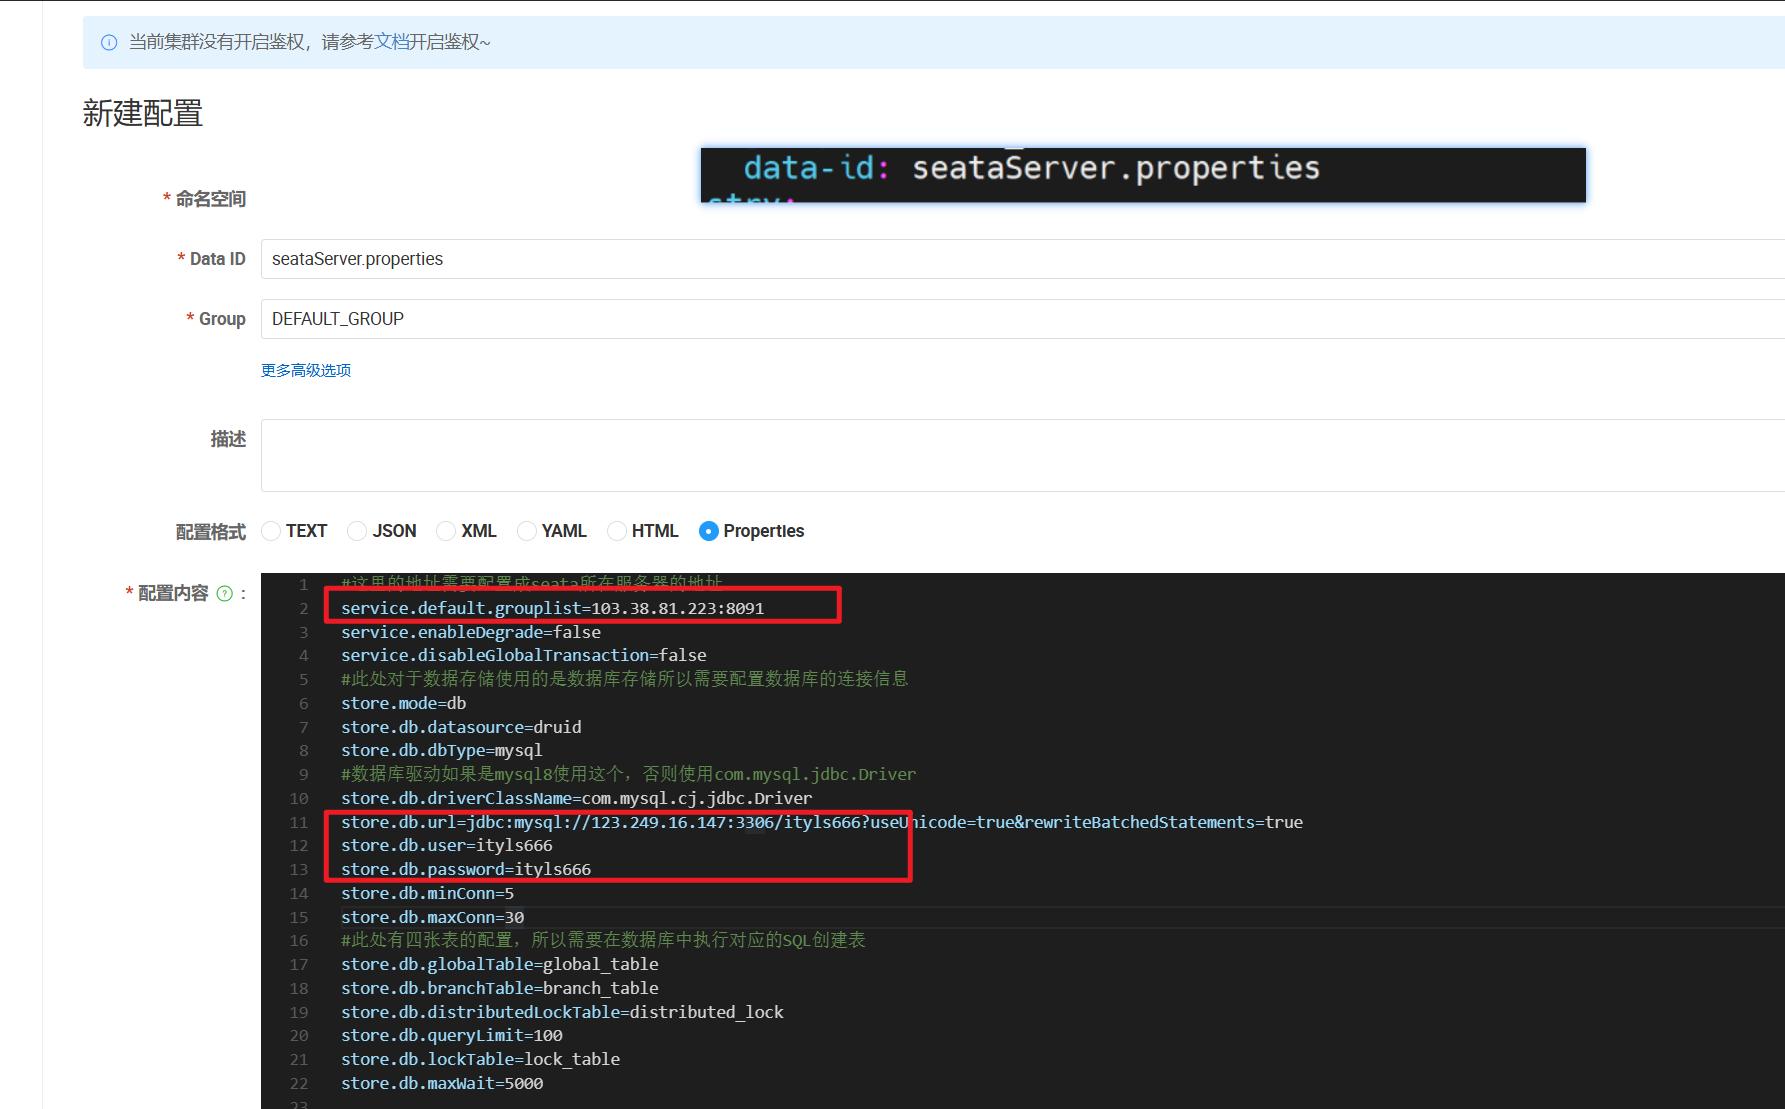 当前集群没有开启鉴权，请参考文档开启鉴权~
新建配置
data-id: seataServer.properties
* 命名空间
* Data ID
seataServer.properties
* Group
DEFAULT_GROUP
更多高级选项
描述
配置格式
TEXT JSON XML YAML HTML Properties
* 配置内容 ? :
1 #这里的地址需要配置成seata所在服务器的地址
2 service.default.grouplist=103.38.81.223:8091
3 service.enableDegrade=false
4 service.disableGlobalTransaction=false
5 #此处对于数据存储使用的是数据库存储所以需要配置数据库的连接信息
6 store.mode=db
7 store.db.datasource=druid
8 store.db.dbType=mysql
9 #数据库驱动如果是mysql8使用这个，否则使用com.mysql.jdbc.Driver
10 store.db.driverClassName=com.mysql.cj.jdbc.Driver
11 store.db.url=jdbc:mysql://123.249.16.147:3306/ityls666?useUnicode=true&rewriteBatchedStatements=true
12 store.db.user=ityls666
13 store.db.password=ityls666
14 store.db.minConn=5
15 store.db.maxConn=30
16 #此处有四张表的配置，所以需要在数据库中执行对应的SQL创建表
17 store.db.globalTable=global_table
18 store.db.branchTable=branch_table
19 store.db.distributedLockTable=distributed_lock
20 store.db.queryLimit=100
21 store.db.lockTable=lock_table
22 store.db.maxWait=5000
23